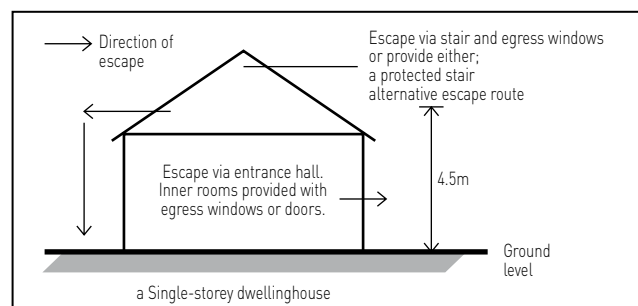 Direction of
escape
Escape via stair and egress windows
or provide either;
a protected stair
alternative escape route
Escape via entrance hall.
Inner rooms provided with
egress windows or doors.
4.5m
Ground
level
a Single-storey dwellinghouse